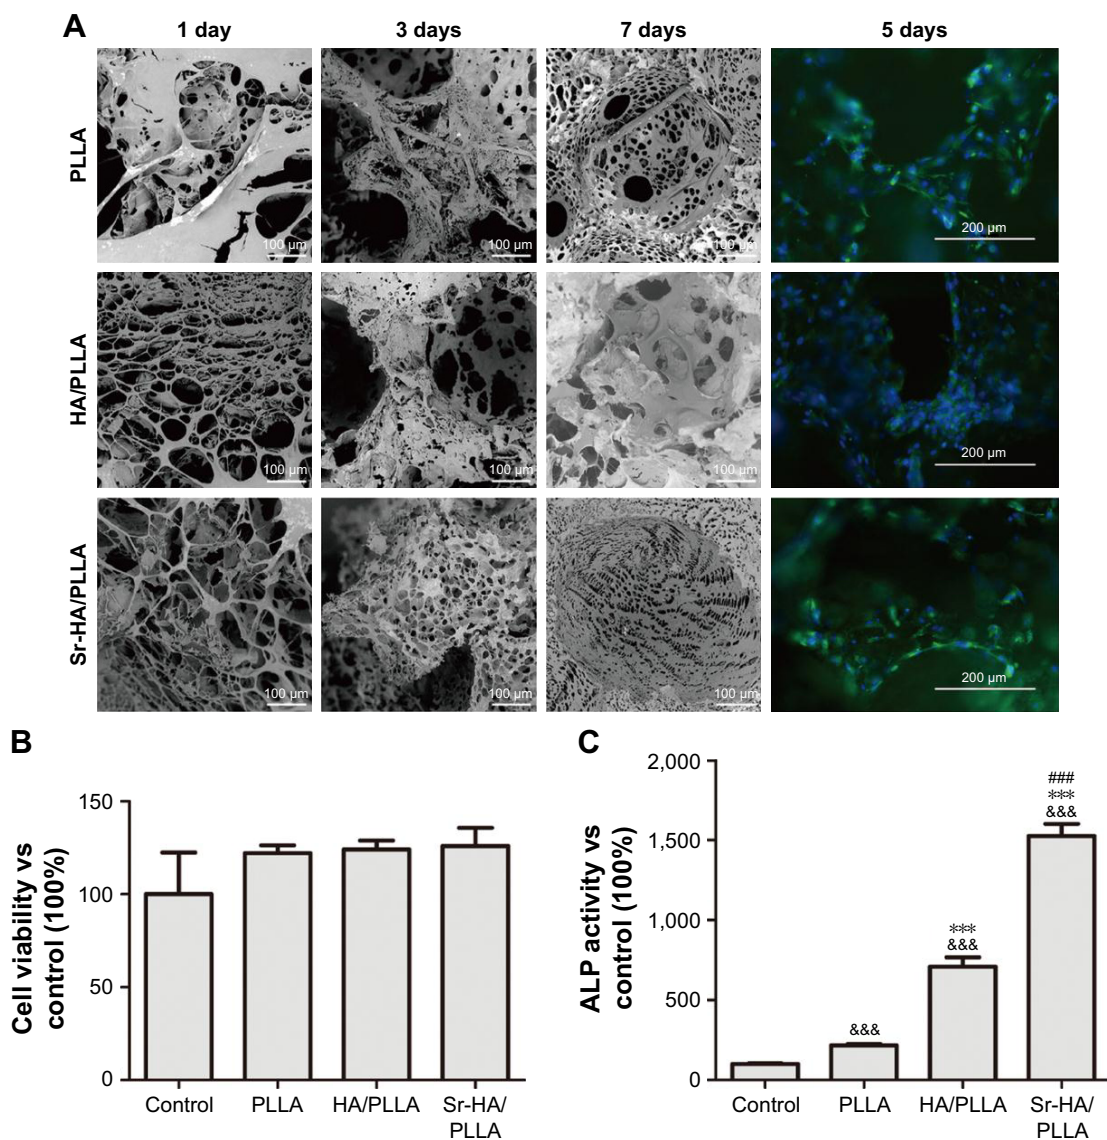 A
1 day
3 days
7 days
5 days
PLLA
100 µm
100 µm
100 µm
200 µm
HA/PLLA
100 µm
100 µm
100 µm
200 µm
Sr-HA/PLLA
100 µm
100 µm
100 µm
200 µm
B
Cell viability vs
control (100%)
150
100
50
0
Control
PLLA
HA/PLLA
Sr-HA/
PLLA
C
ALP activity vs
control (100%)
2,000
1,500
1,000
500
0
&&&
***
&&&
###
***
&&&
Control
PLLA
HA/PLLA
Sr-HA/
PLLA